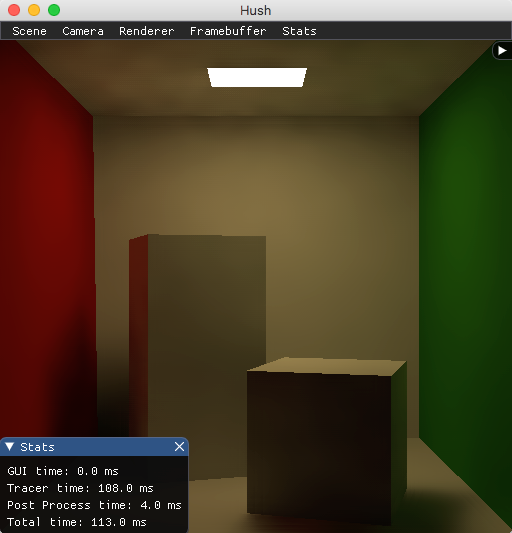 Hush
Scene Camera Renderer Framebuffer Stats
Stats
GUI time: 0.0 ms
Tracer time: 108.0 ms
Post Process time: 4.0 ms
Total time: 113.0 ms